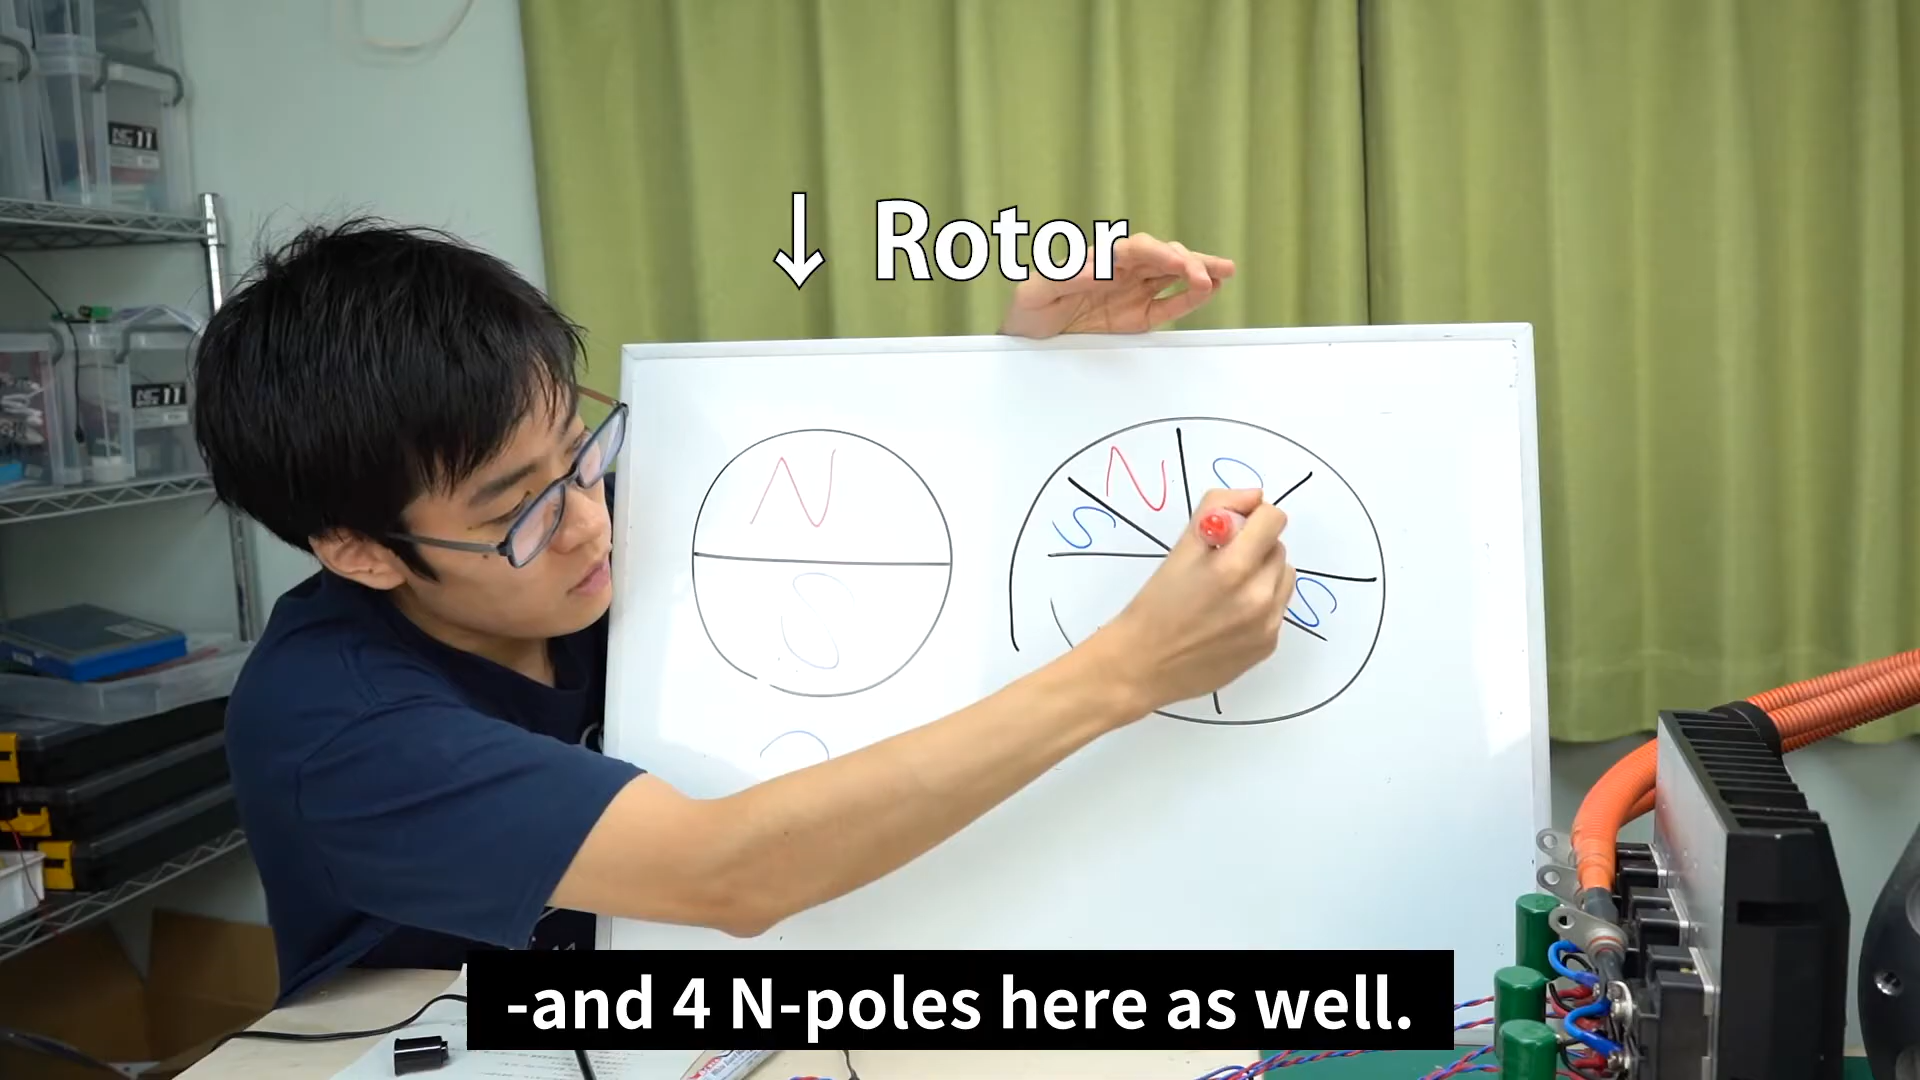 ↓ Rotor
N
S
N
S
S
S
-and 4 N-poles here as well.